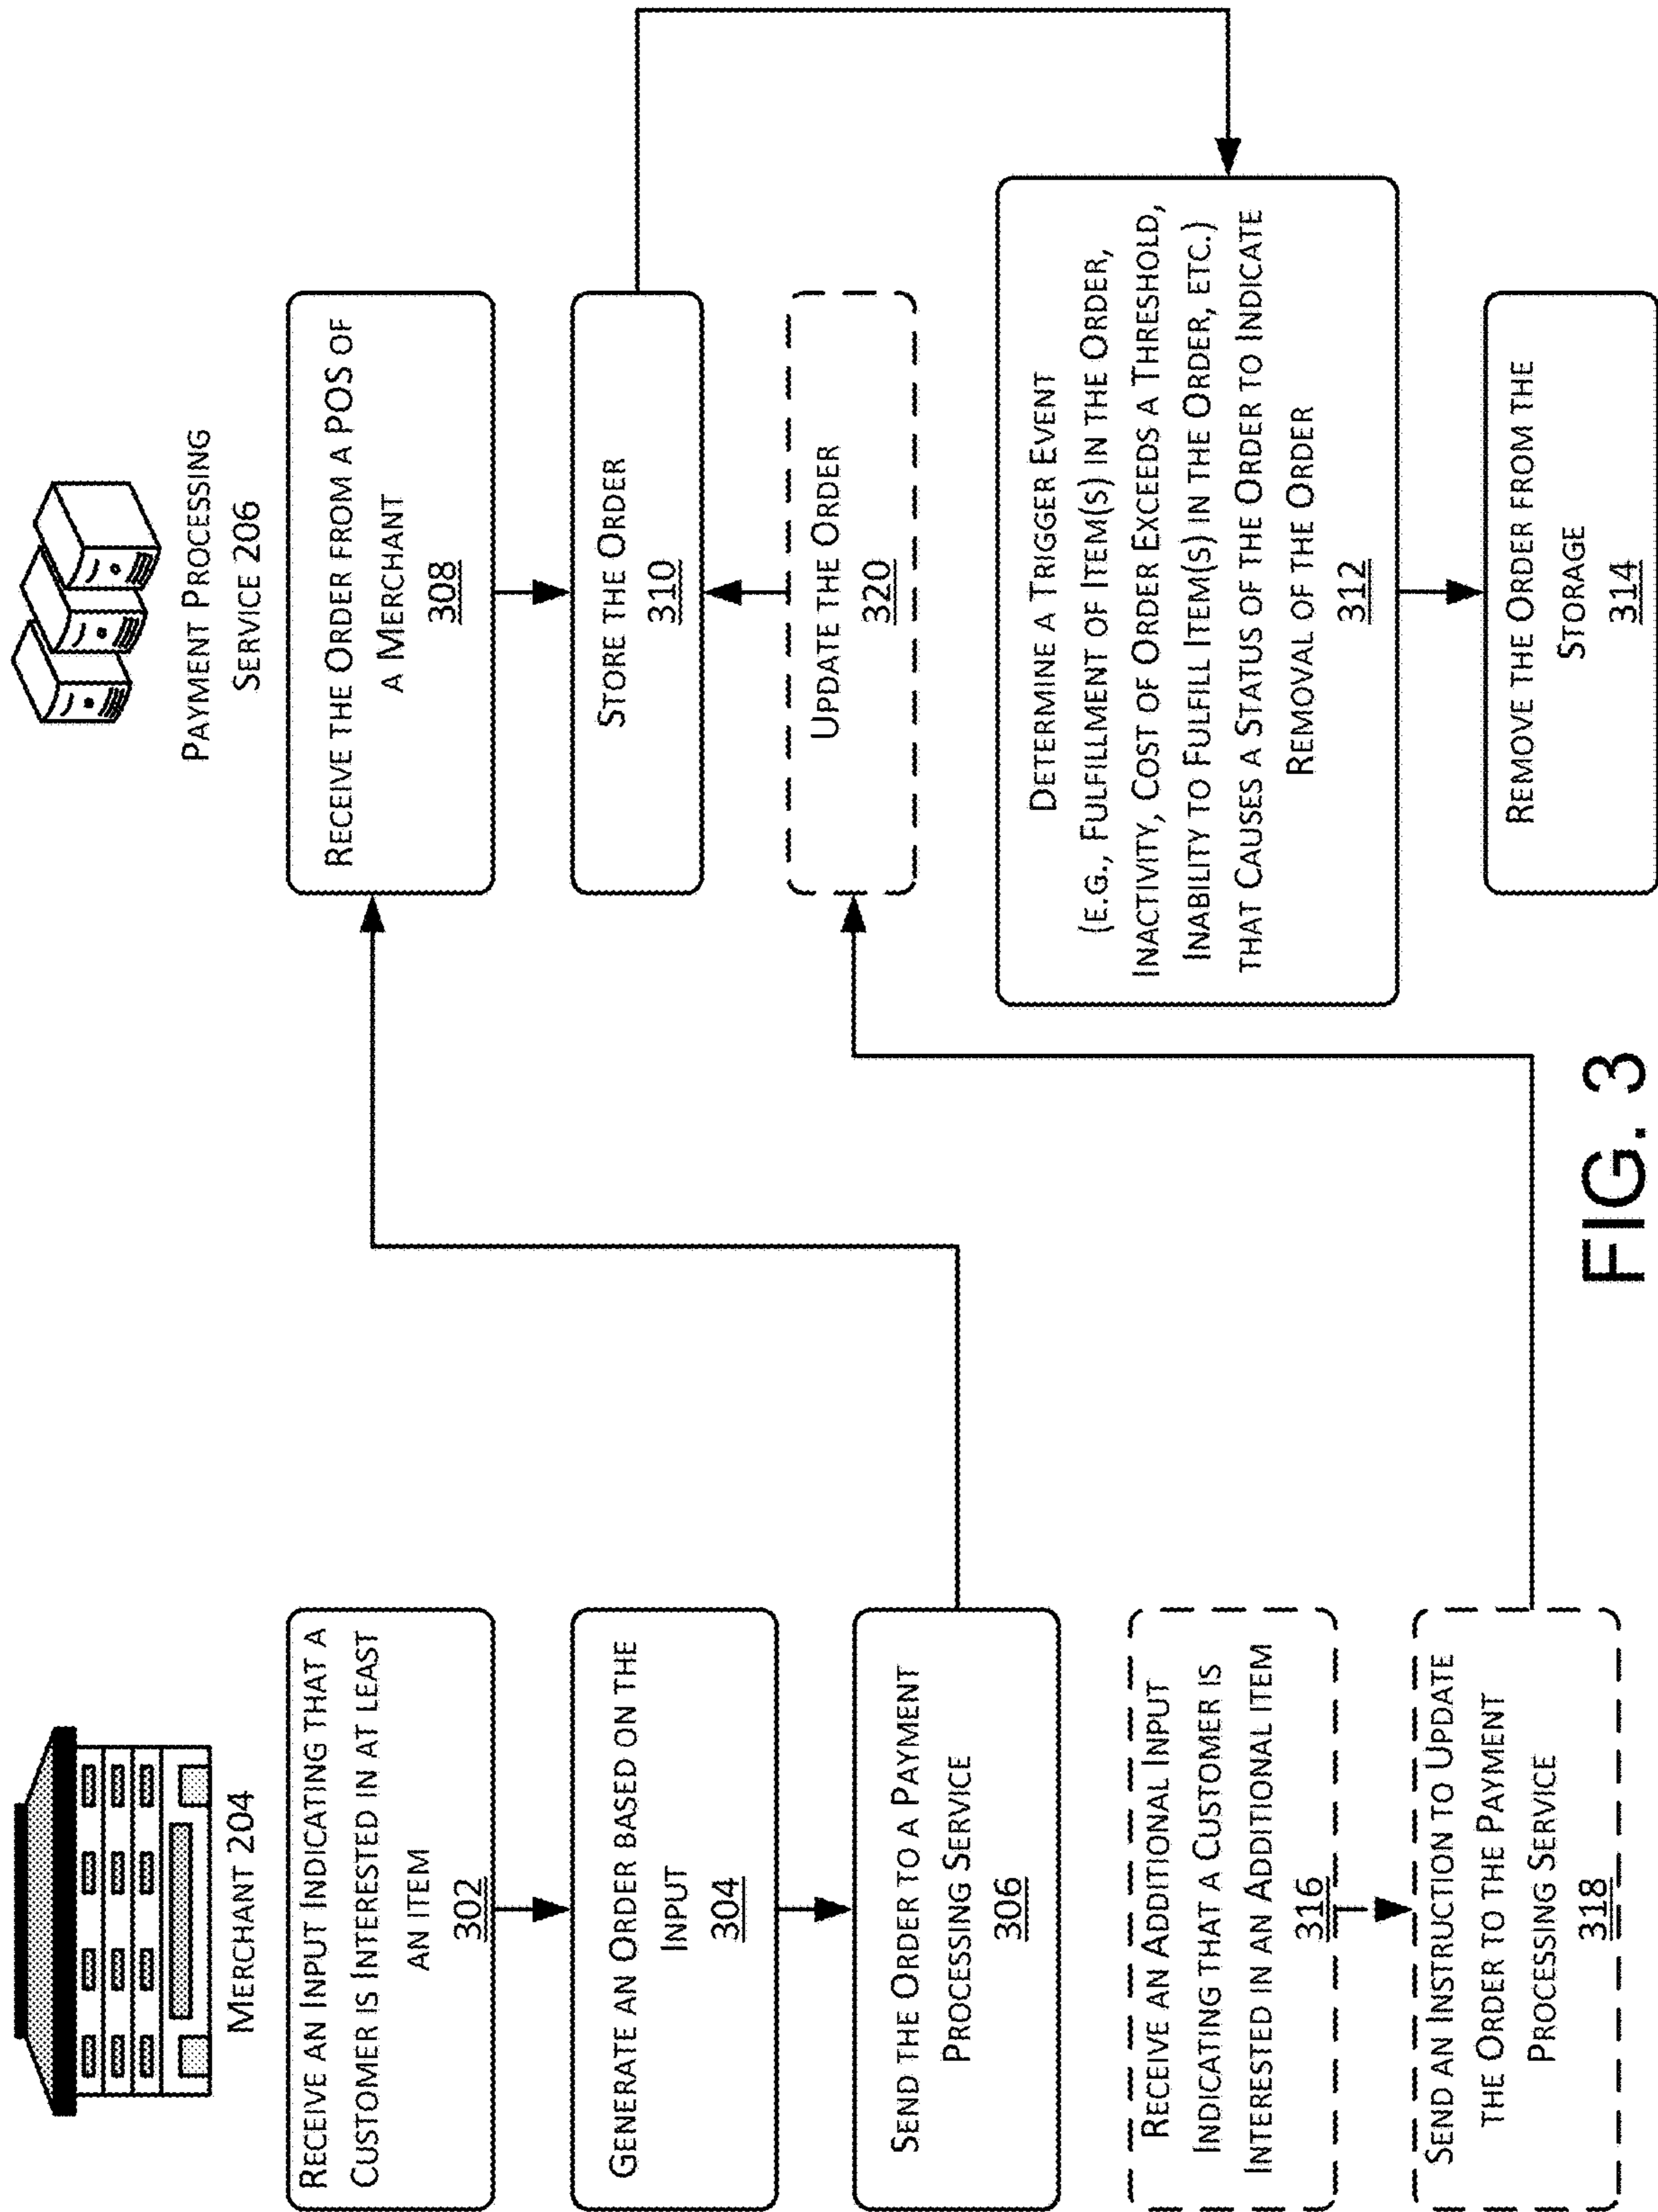 MERCHANT 204
RECEIVE AN INPUT INDICATING THAT A
CUSTOMER IS INTERESTED IN AT LEAST
AN ITEM
302
GENERATE AN ORDER BASED ON THE
INPUT
304
SEND THE ORDER TO A PAYMENT
PROCESSING SERVICE
306
RECEIVE AN ADDITIONAL INPUT
INDICATING THAT A CUSTOMER IS
INTERESTED IN AN ADDITIONAL ITEM
316
SEND AN INSTRUCTION TO UPDATE
THE ORDER TO THE PAYMENT
PROCESSING SERVICE
318
PAYMENT PROCESSING
SERVICE 206
RECEIVE THE ORDER FROM A POS OF
A MERCHANT
308
STORE THE ORDER
310
UPDATE THE ORDER
320
DETERMINE A TRIGGER EVENT
(E.G., FULFILLMENT OF ITEM(S) IN THE ORDER,
INACTIVITY, COST OF ORDER EXCEEDS A THRESHOLD,
INABILITY TO FULFILL ITEM(S) IN THE ORDER, ETC.)
THAT CAUSES A STATUS OF THE ORDER TO INDICATE
REMOVAL OF THE ORDER
312
REMOVE THE ORDER FROM THE
STORAGE
314
FIG. 3